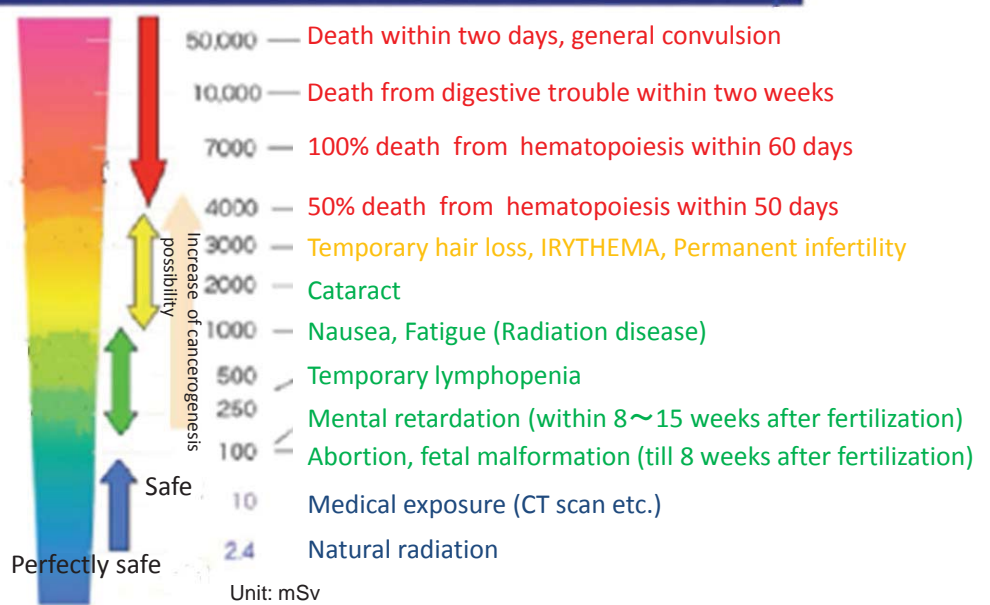 50,000 Death within two days, general convulsion
10,000 Death from digestive trouble within two weeks
7000 100% death from hematopoiesis within 60 days
4000 50% death from hematopoiesis within 50 days
3000 Temporary hair loss, IRYTHEMA, Permanent infertility
2000 Cataract
1000 Nausea, Fatigue (Radiation disease)
500 Temporary lymphopenia
250 Mental retardation (within 8～15 weeks after fertilization)
100 Abortion, fetal malformation (till 8 weeks after fertilization)
10 Medical exposure (CT scan etc.)
2.4 Natural radiation
Increase of cancerogenesis
possibility
Safe
Perfectly safe
Unit: mSv